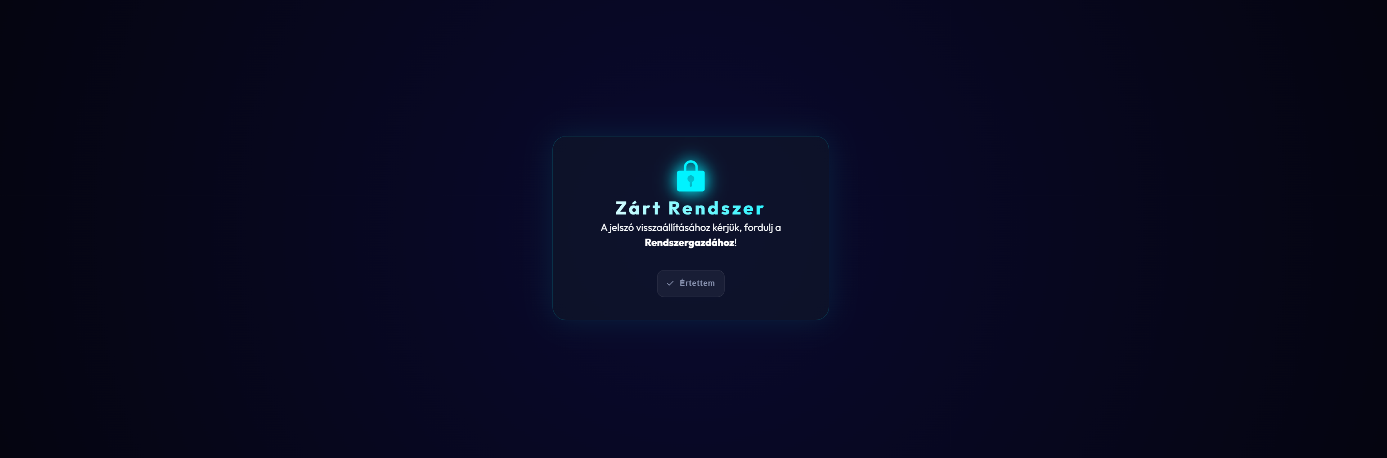 Zárt Rendszer
A jelszó visszaállításához kérjük, fordulj a
Rendszergazdához!
Értettem